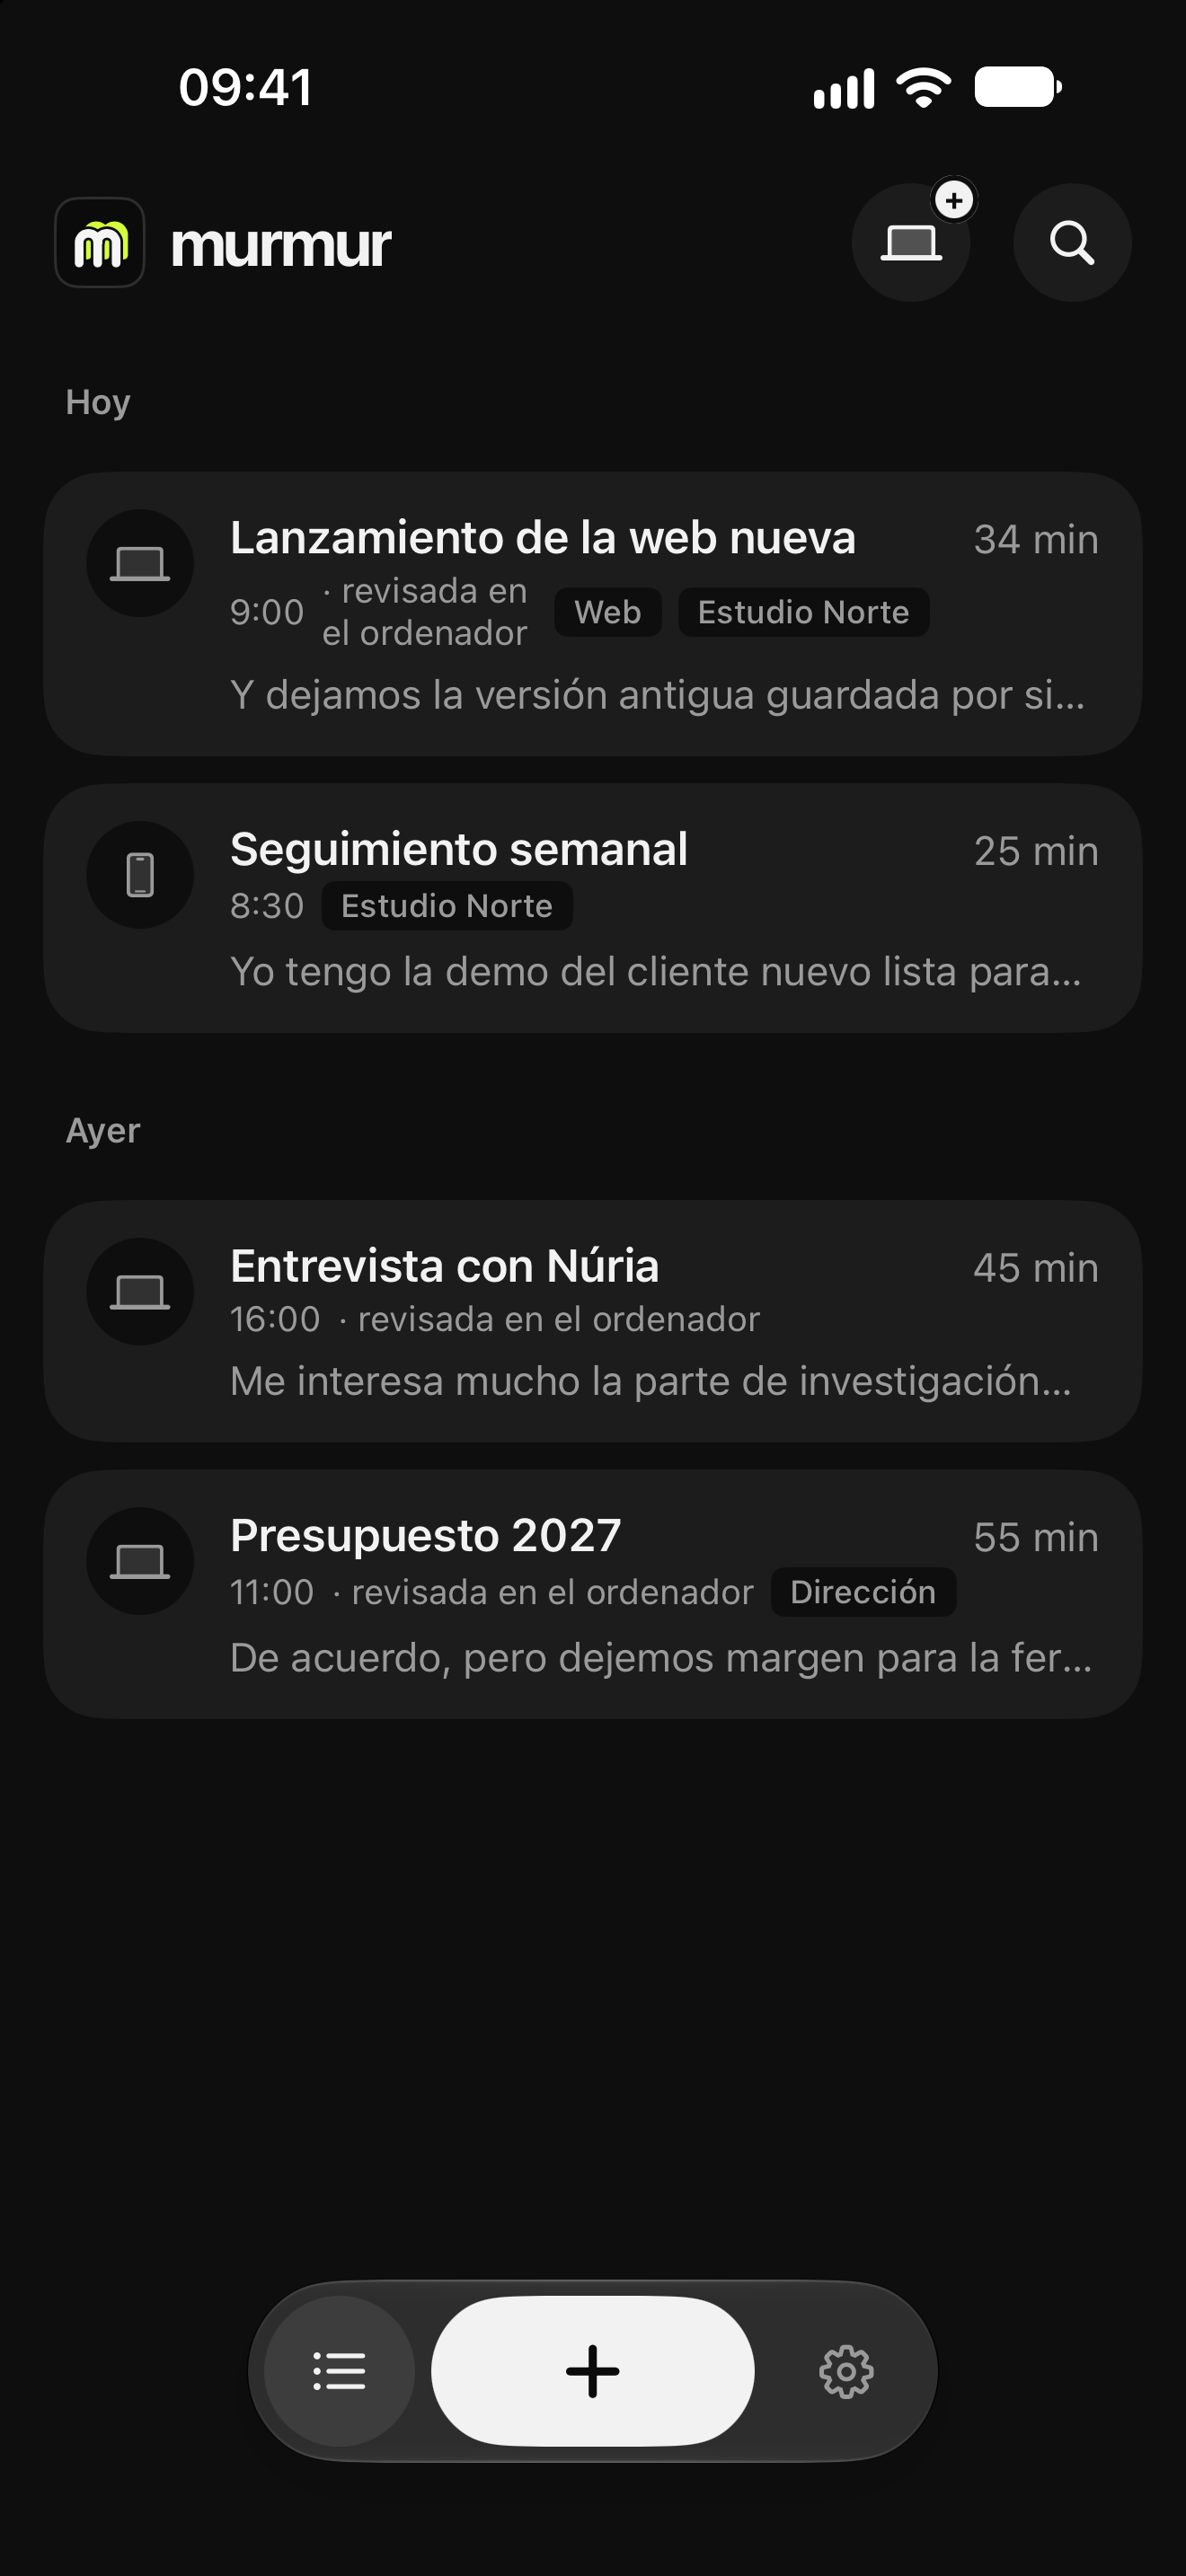 09:41
murmur
Hoy
Lanzamiento de la web nueva 34 min
9:00 · revisada en el ordenador Web Estudio Norte
Y dejamos la versión antigua guardada por si...
Seguimiento semanal 25 min
8:30 Estudio Norte
Yo tengo la demo del cliente nuevo lista para...
Ayer
Entrevista con Núria 45 min
16:00 · revisada en el ordenador
Me interesa mucho la parte de investigación...
Presupuesto 2027 55 min
11:00 · revisada en el ordenador Dirección
De acuerdo, pero dejemos margen para la fer...